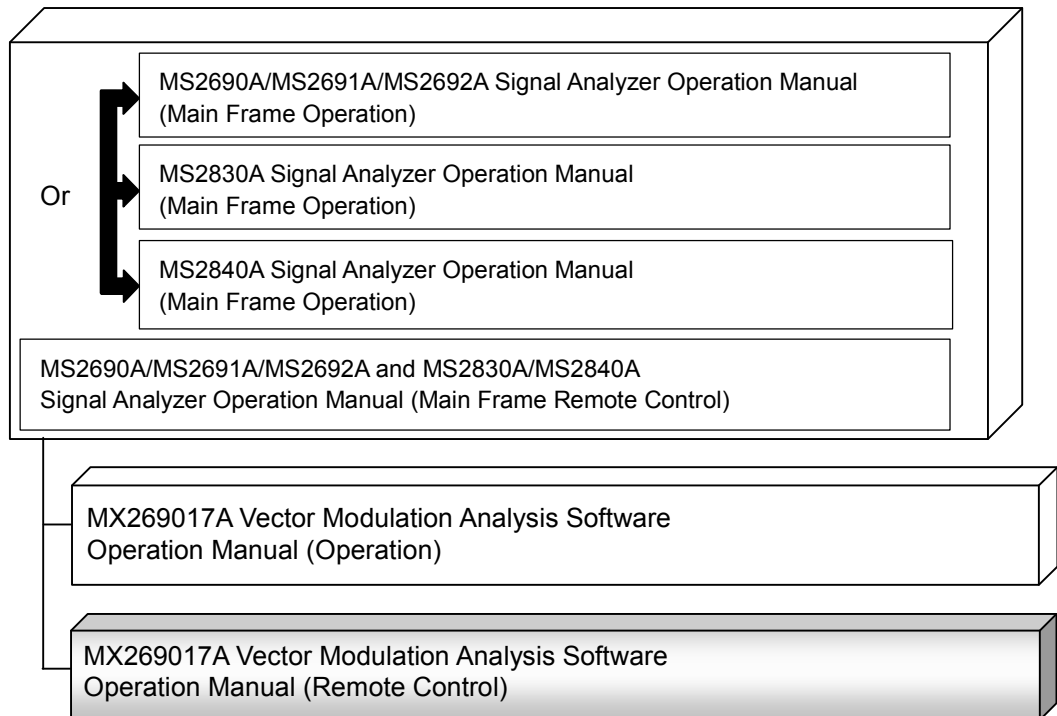 MS2690A/MS2691A/MS2692A Signal Analyzer Operation Manual
(Main Frame Operation)
Or
MS2830A Signal Analyzer Operation Manual
(Main Frame Operation)
MS2840A Signal Analyzer Operation Manual
(Main Frame Operation)
MS2690A/MS2691A/MS2692A and MS2830A/MS2840A
Signal Analyzer Operation Manual (Main Frame Remote Control)
MX269017A Vector Modulation Analysis Software
Operation Manual (Operation)
MX269017A Vector Modulation Analysis Software
Operation Manual (Remote Control)